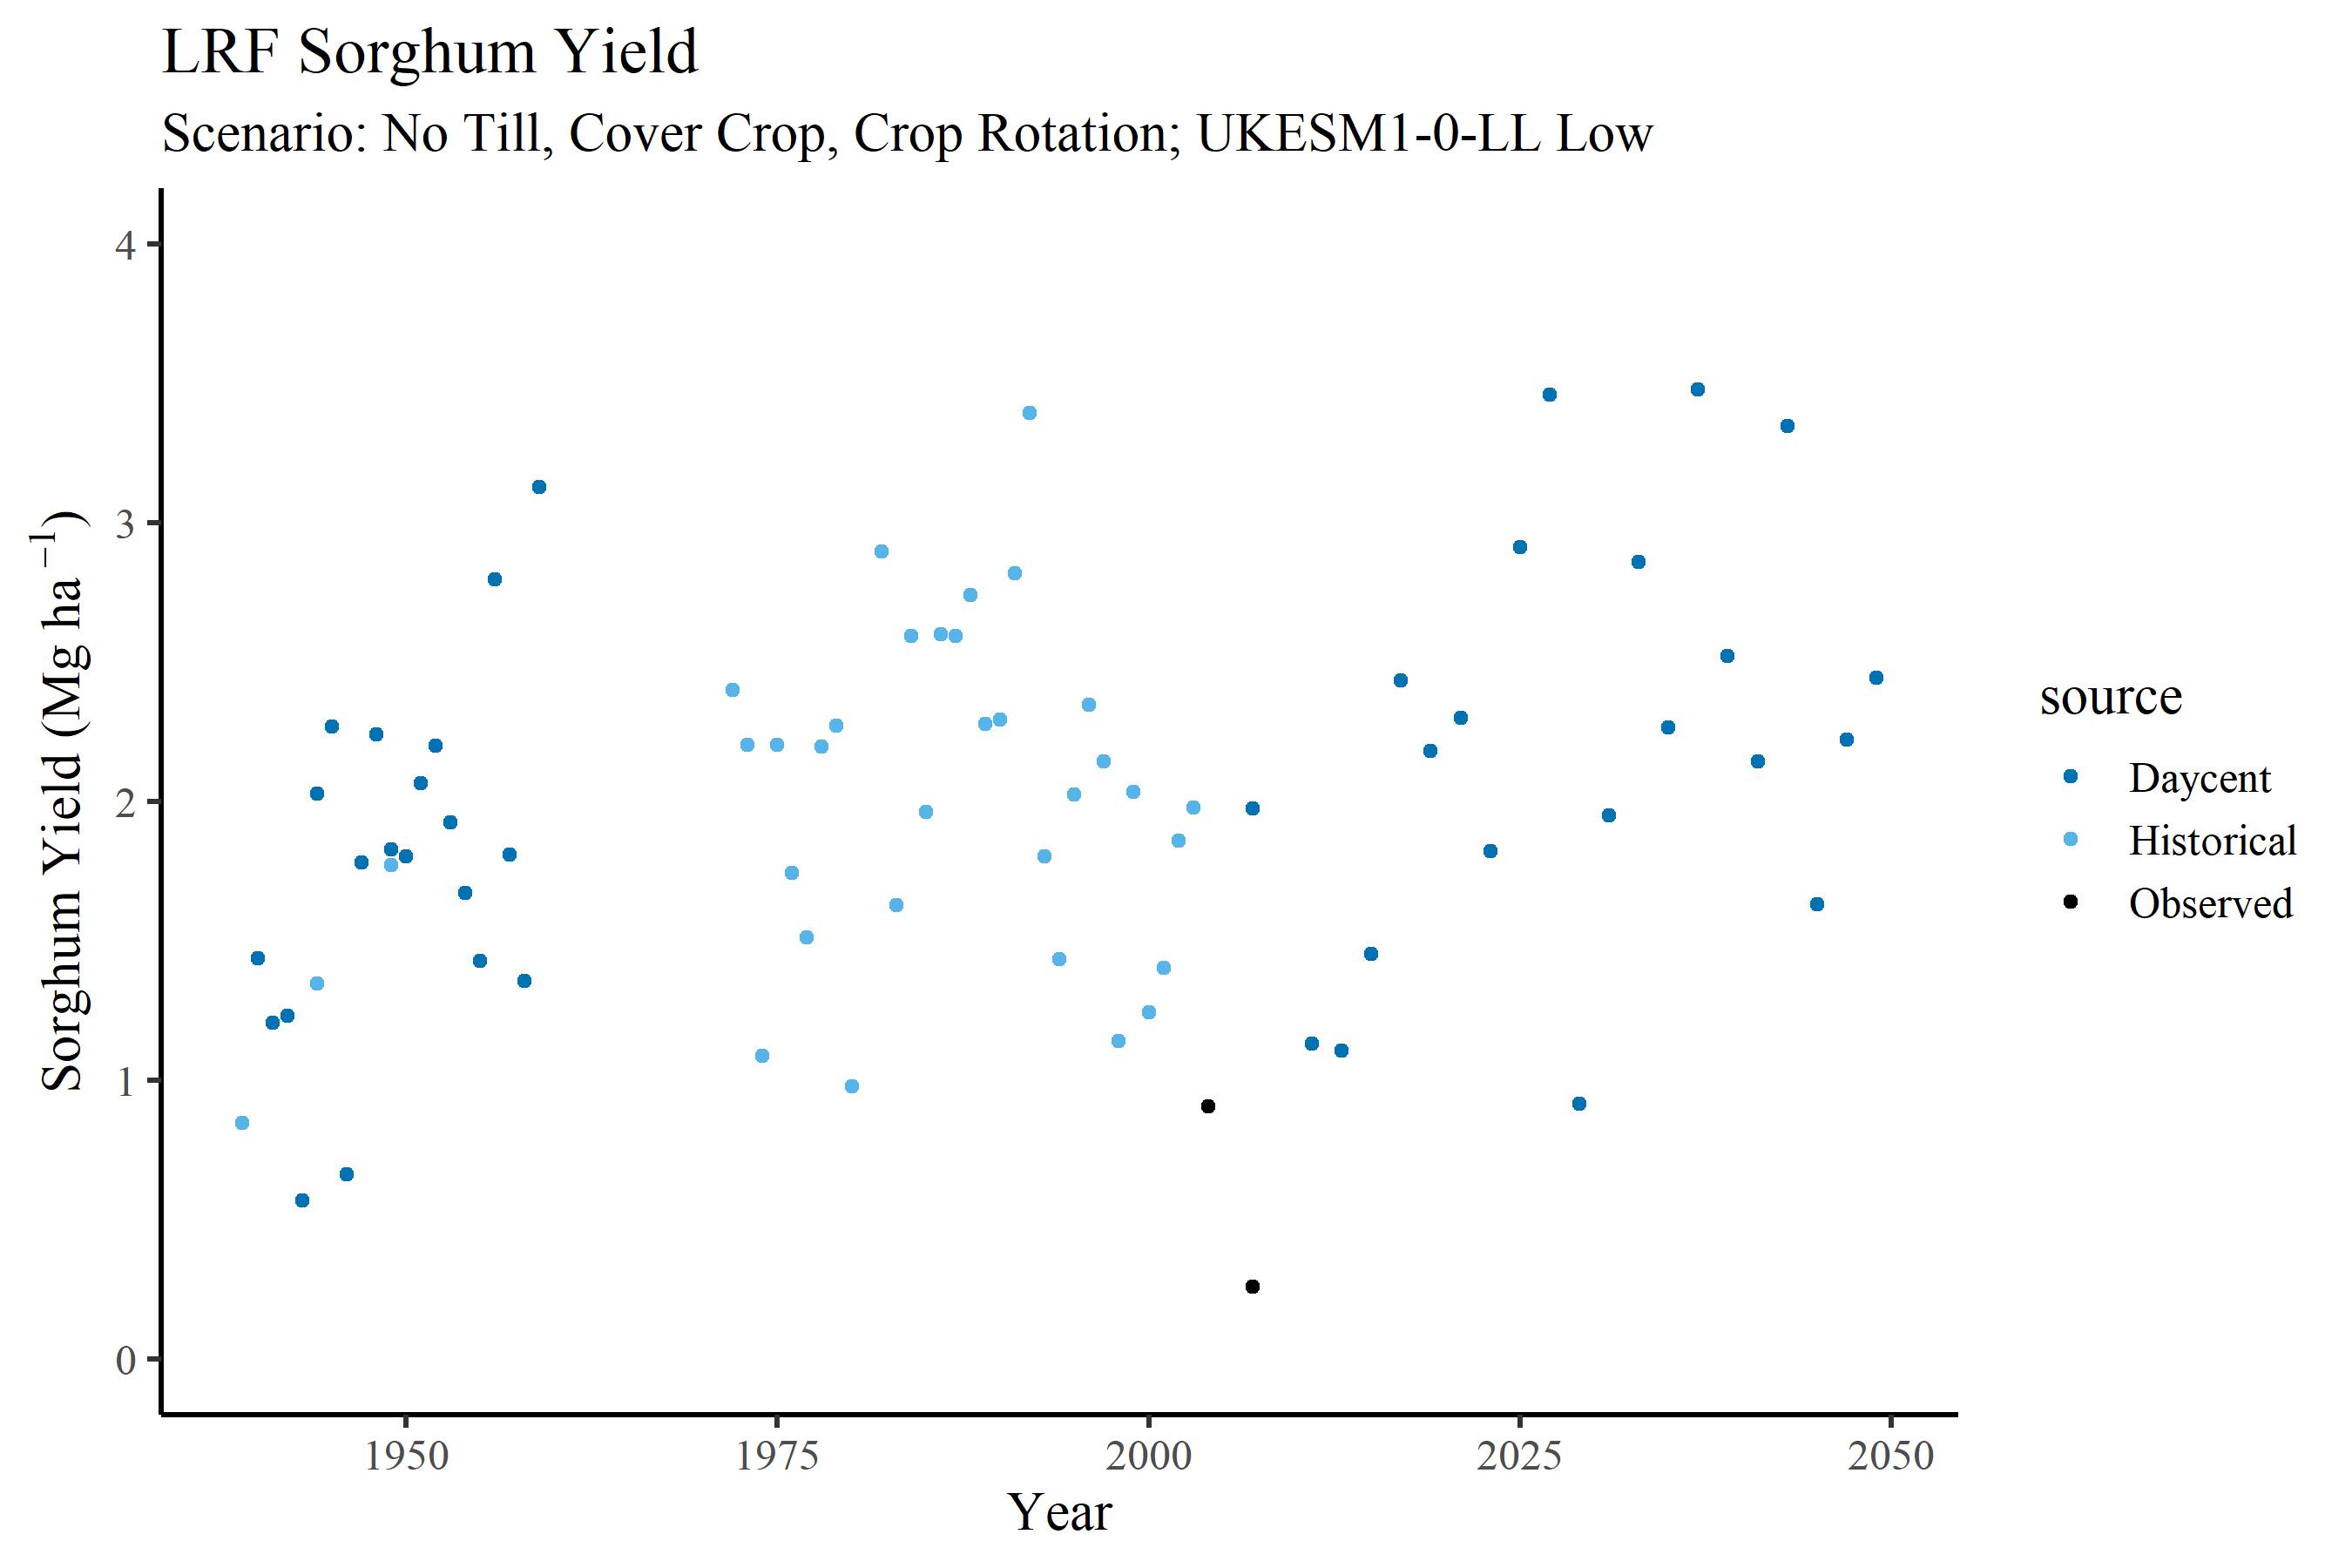 LRF Sorghum Yield
Scenario: No Till, Cover Crop, Crop Rotation; UKESM1-0-LL Low
Sorghum Yield (Mg ha⁻¹)
4
3
2
1
0
1950 1975 2000 2025 2050
Year
source
Daycent
Historical
Observed